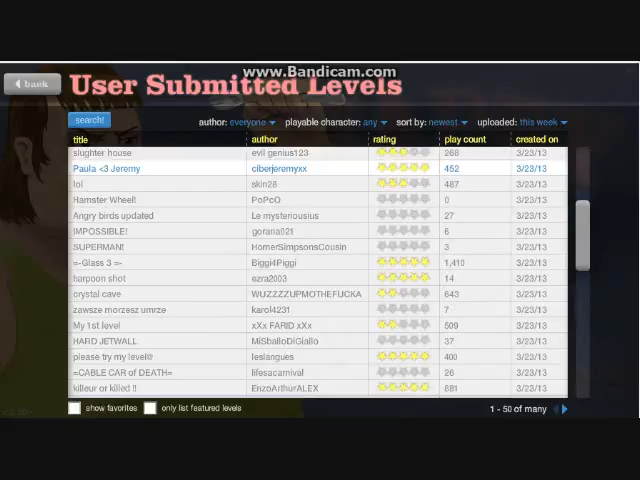 www.Bandicam.com
back User Submitted Levels
search! author: everyone playable character: any sort by: newest uploaded: this week
title author rating play count created on
slughter house evil genius123 268 3/23/13
Paula <3 Jeremy ciberjeremyxx 452 3/23/13
lol skin28 487 3/23/13
Hamster Wheel! PoPcO 0 3/23/13
Angry birds updated Le mysteriousius 27 3/23/13
IMPOSSIBLE! gorana021 6 3/23/13
SUPERMAN! HomerSimpsonsCousin 3 3/23/13
=-Glass 3 =- Biggi4Piggi 1,410 3/23/13
harpoon shot ezra2003 14 3/23/13
crystal cave WUZZZZUPMOTHEFUCKA 643 3/23/13
zawsze morzesz umrze karol4231 7 3/23/13
My 1st level xXx FARID xXx 509 3/23/13
HARD JETWALL MiSballoDiGiallo 37 3/23/13
please try my level@ leslangues 400 3/23/13
=CABLE CAR of DEATH= lifesacarnival 26 3/23/13
killeur or killed !! EnzoArthurALEX 881 3/23/13
show favorites only list featured levels 1 - 50 of many